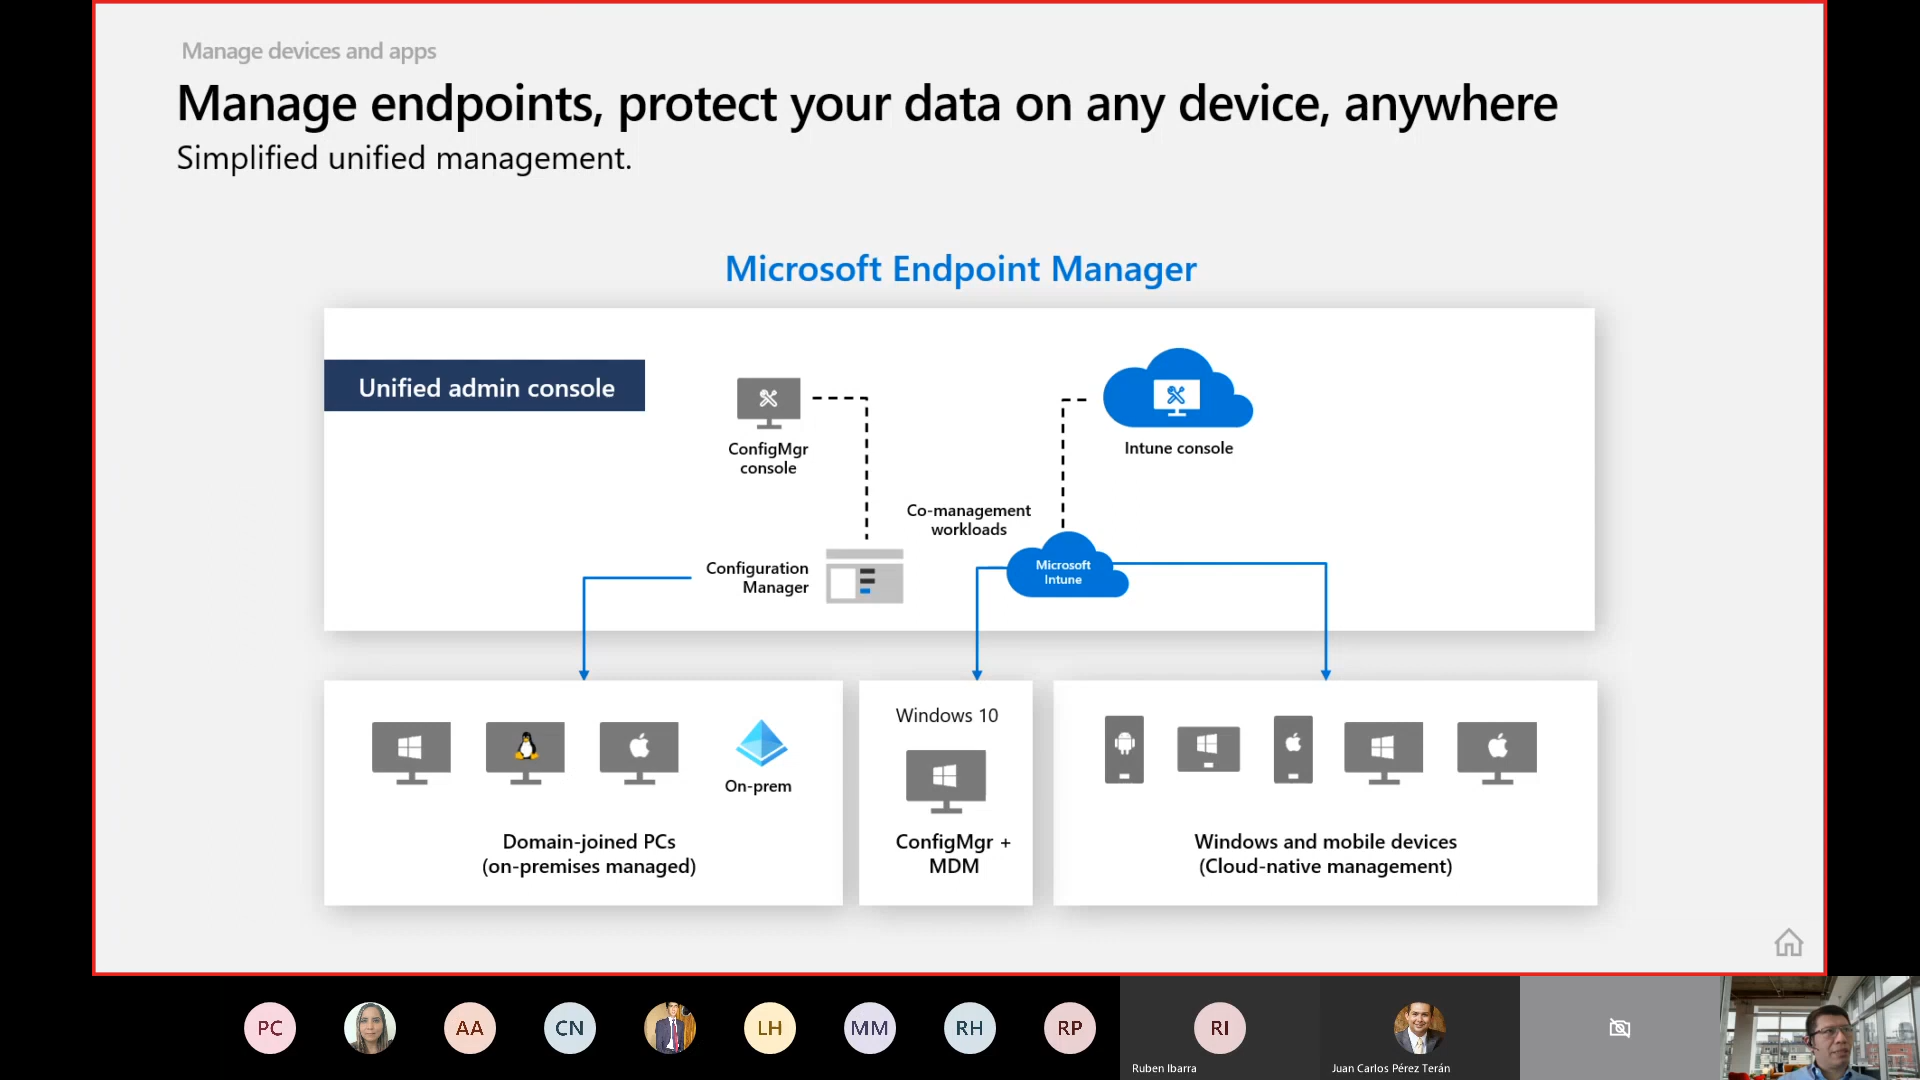 Manage devices and apps
Manage endpoints, protect your data on any device, anywhere
Simplified unified management.
Microsoft Endpoint Manager
Unified admin console
ConfigMgr
console
Intune console
Co-management
workloads
Configuration
Manager
Microsoft
Intune
Windows 10
On-prem
Domain-joined PCs
(on-premises managed)
ConfigMgr +
MDM
Windows and mobile devices
(Cloud-native management)
PC
AA
CN
LH
MM
RH
RP
RI
Ruben Ibarra
Juan Carlos Pérez Terán